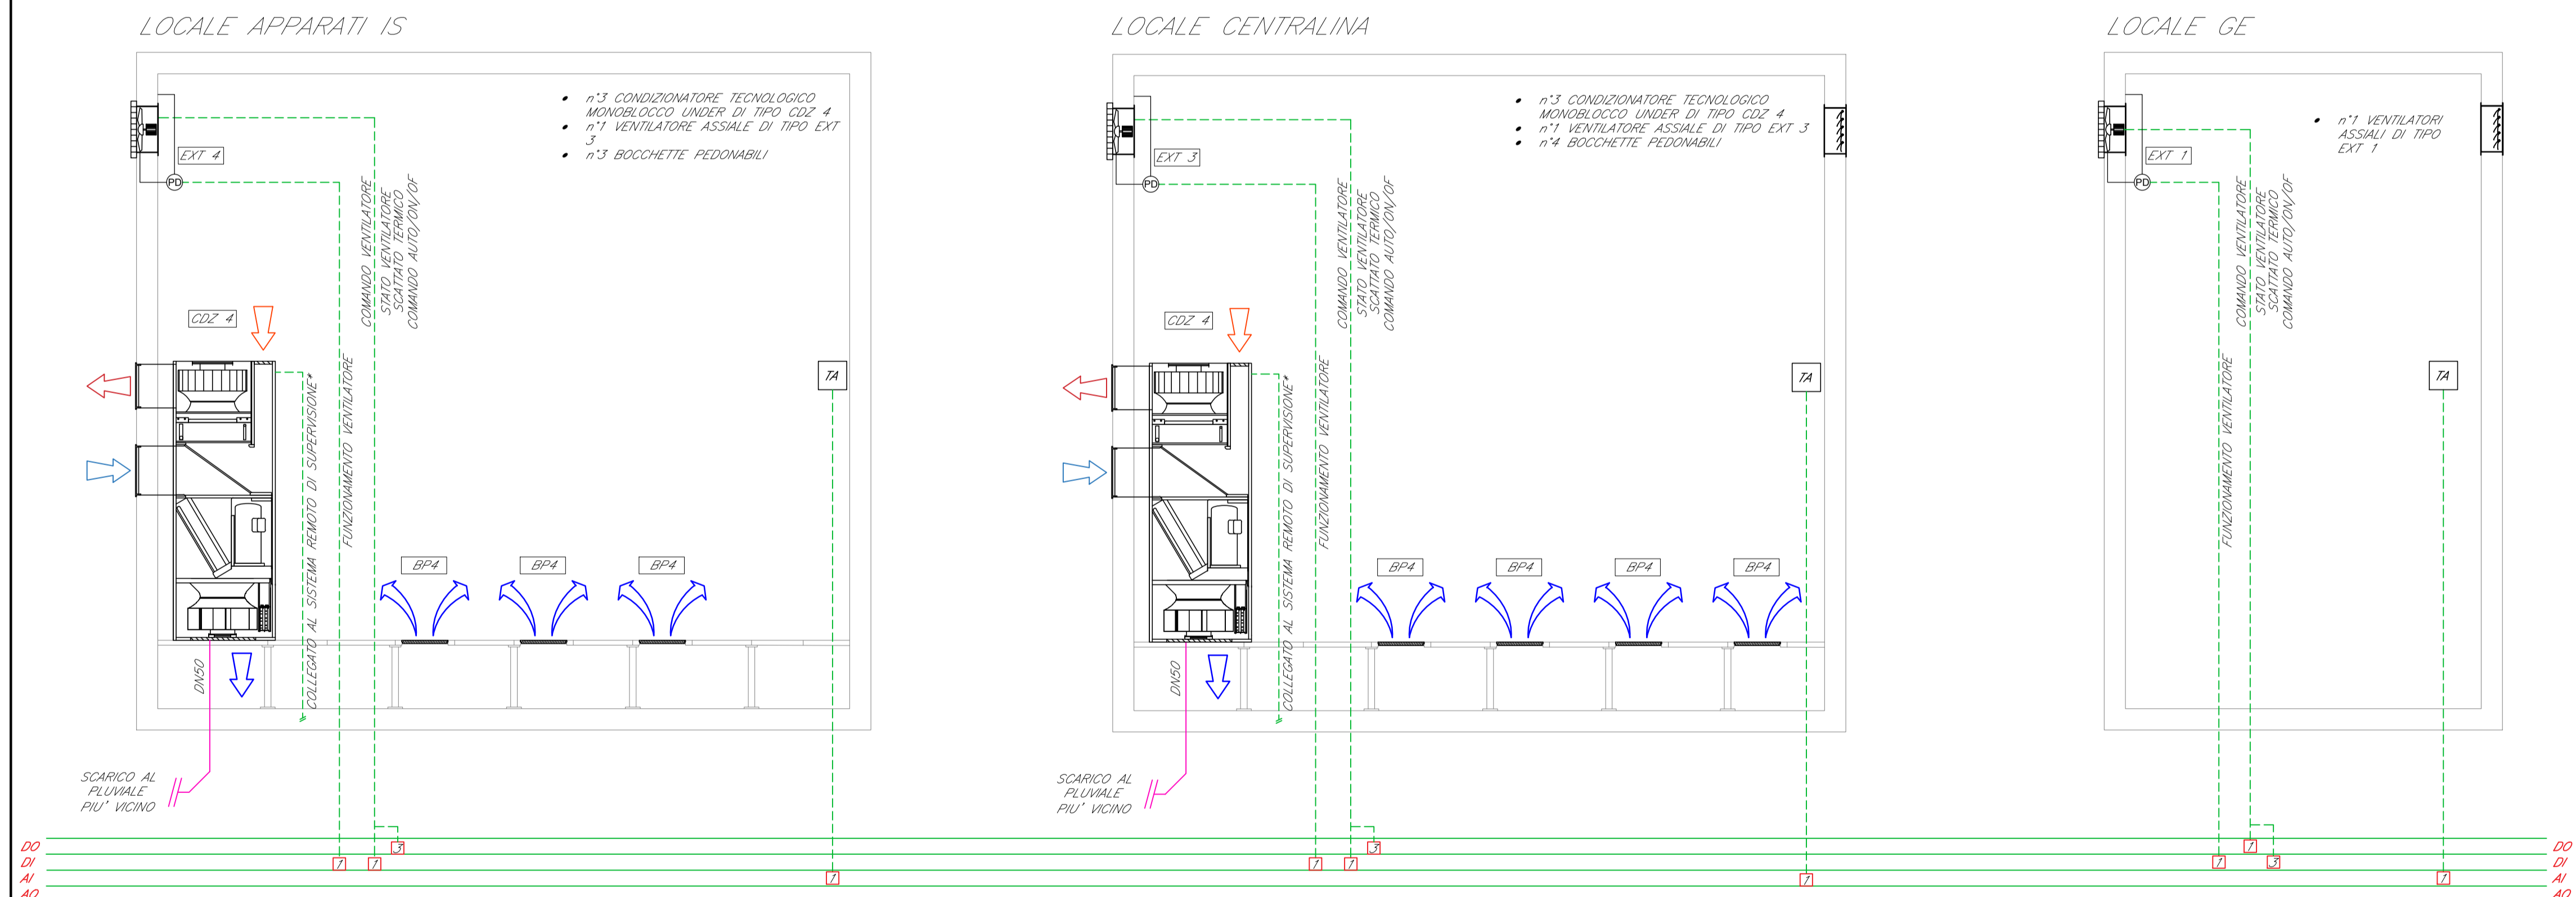 LOCALE APPARATI IS
n°3 CONDIZIONATORE TECNOLOGICO
MONOBLOCCO UNDER DI TIPO CDZ 4
n°1 VENTILATORE ASSIALE DI TIPO EXT
3
n°3 BOCCHETTE PEDONABILI
EXT 4
PD
COMANDO VENTILATORE
STATO VENTILATORE
SCATTATO TERMICO
COMANDO AUTO/ON/OF
CDZ 4
COLLEGATO AL SISTEMA REMOTO DI SUPERVISIONE*
FUNZIONAMENTO VENTILATORE
TA
BP4
BP4
BP4
DN50
SCARICO AL
PLUVIALE
PIU' VICINO
LOCALE CENTRALINA
n°3 CONDIZIONATORE TECNOLOGICO
MONOBLOCCO UNDER DI TIPO CDZ 4
n°1 VENTILATORE ASSIALE DI TIPO EXT 3
n°4 BOCCHETTE PEDONABILI
EXT 3
PD
COMANDO VENTILATORE
STATO VENTILATORE
SCATTATO TERMICO
COMANDO AUTO/ON/OF
CDZ 4
COLLEGATO AL SISTEMA REMOTO DI SUPERVISIONE*
FUNZIONAMENTO VENTILATORE
TA
BP4
BP4
BP4
BP4
DN50
SCARICO AL
PLUVIALE
PIU' VICINO
LOCALE GE
n°1 VENTILATORI
ASSIALI DI TIPO
EXT 1
EXT 1
PD
COMANDO VENTILATORE
STATO VENTILATORE
SCATTATO TERMICO
COMANDO AUTO/ON/OF
FUNZIONAMENTO VENTILATORE
TA
DO 3 3 1 DO
DI 1 1 1 1 1 3 DI
AI 1 1 1 AI
AO AO